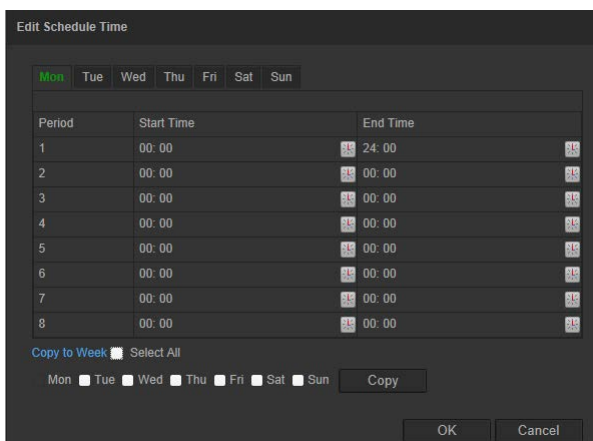 Edit Schedule Time
Mon Tue Wed Thu Fri Sat Sun
Period Start Time End Time
1 00: 00 24: 00
2 00: 00 00: 00
3 00: 00 00: 00
4 00: 00 00: 00
5 00: 00 00: 00
6 00: 00 00: 00
7 00: 00 00: 00
8 00: 00 00: 00
Copy to Week Select All
Mon Tue Wed Thu Fri Sat Sun Copy
OK Cancel